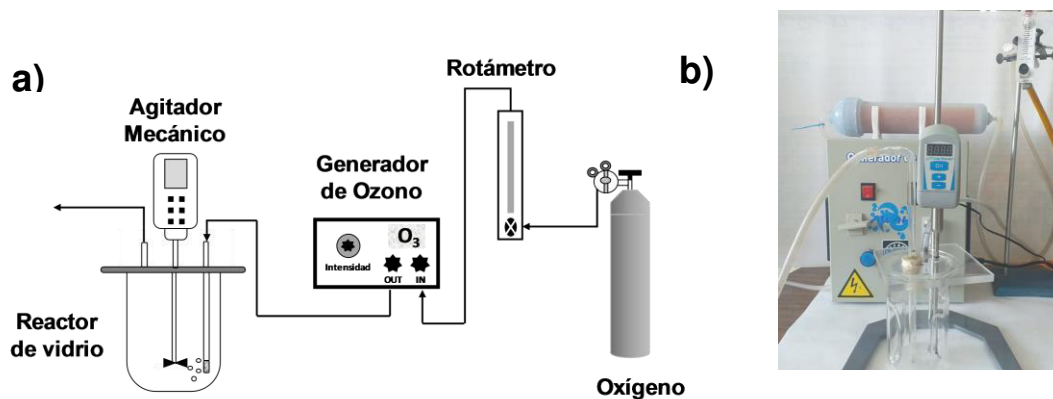 a)
Agitador
Mecánico
Generador
de Ozono
Rotámetro
b)
O3
Intensidad
OUT
IN
Reactor
de vidrio
Oxígeno